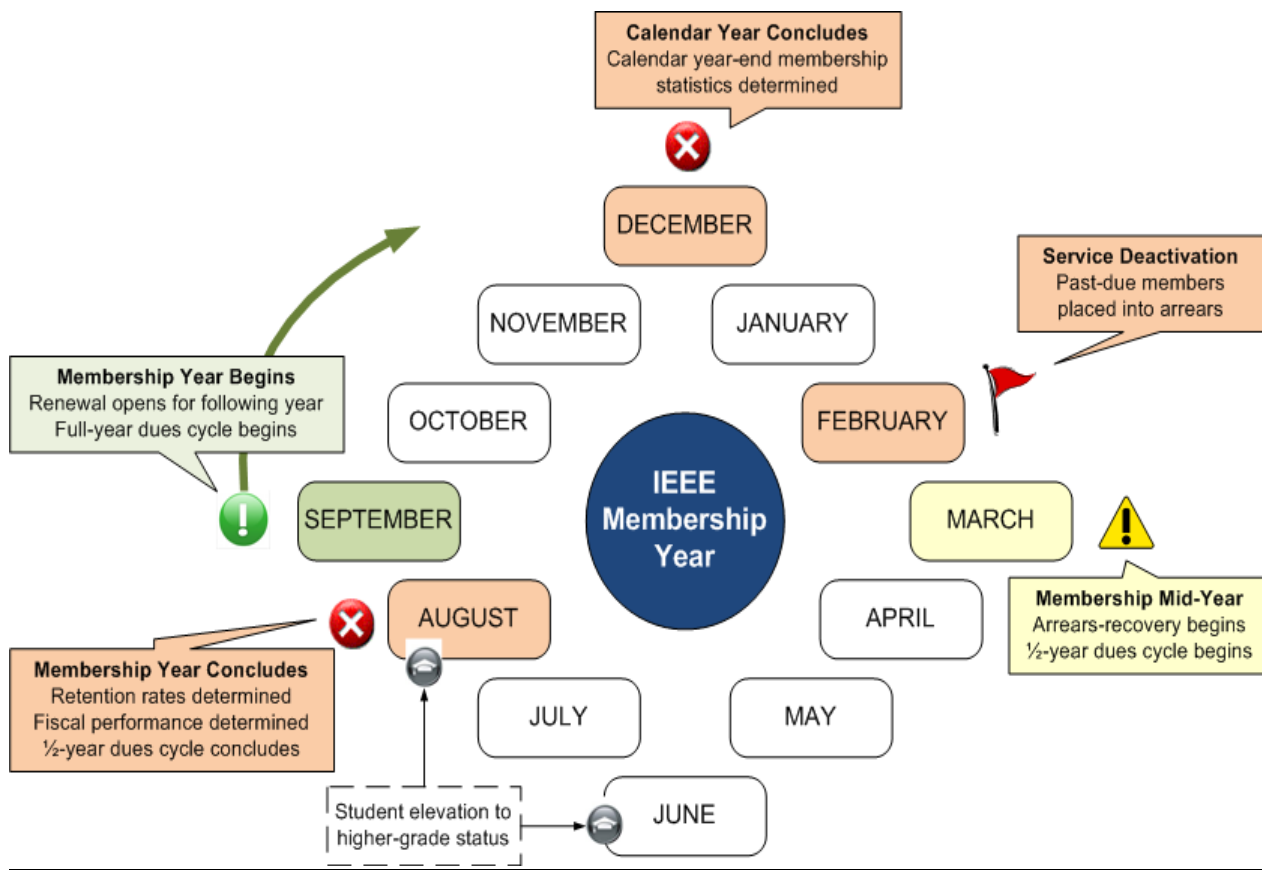 Calendar Year Concludes
Calendar year-end membership
statistics determined
DECEMBER
Service Deactivation
Past-due members
placed into arrears
NOVEMBER
JANUARY
Membership Year Begins
Renewal opens for following year
Full-year dues cycle begins
OCTOBER
FEBRUARY
IEEE
Membership
Year
SEPTEMBER
MARCH
Membership Mid-Year
Arrears-recovery begins
½-year dues cycle begins
AUGUST
APRIL
Membership Year Concludes
Retention rates determined
Fiscal performance determined
½-year dues cycle concludes
JULY
MAY
Student elevation to
higher-grade status
JUNE